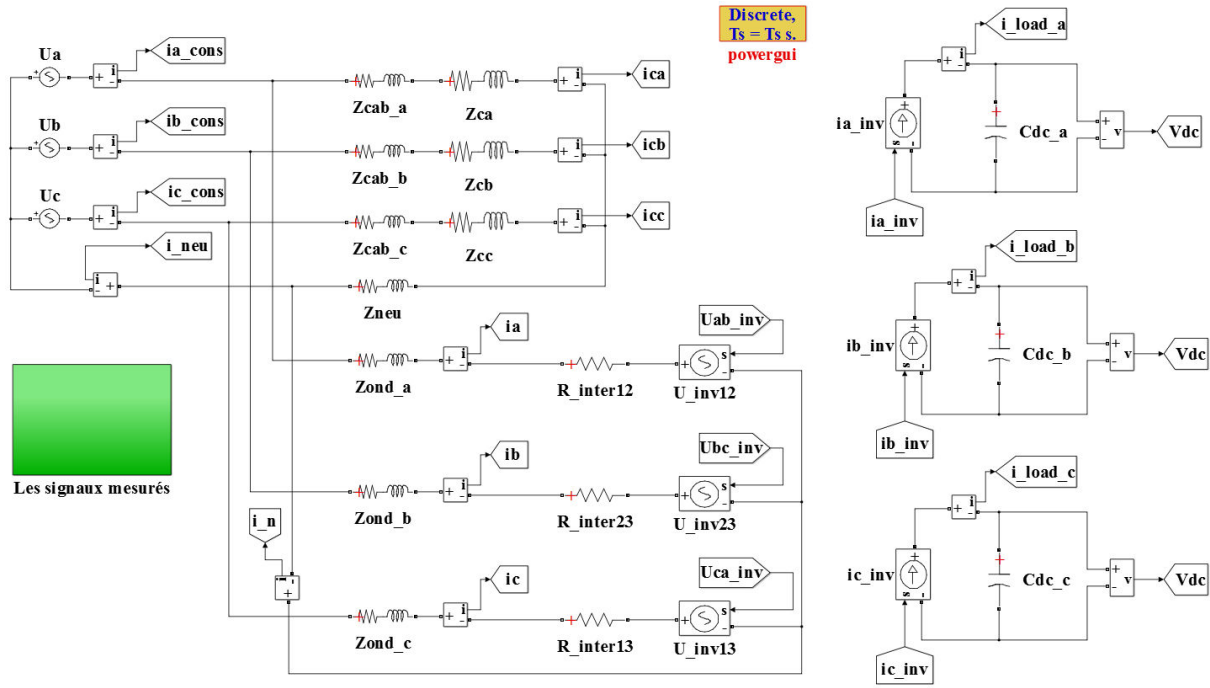 Discrete,
Ts = Ts s.
powergui
Ua
ia_cons
Ub
ib_cons
Uc
ic_cons
i_neu
Zcab_a
Zca
ica
Zcab_b
Zcb
icb
Zcab_c
Zcc
icc
Zneu
ia
Zond_a
R_inter12
Uab_inv
U_inv12
ib
Zond_b
R_inter23
Ubc_inv
U_inv23
i_n
ic
Zond_c
R_inter13
Uca_inv
U_inv13
Les signaux mesurés
i_load_a
ia_inv
Cdc_a
v
Vdc
ia_inv
i_load_b
ib_inv
Cdc_b
v
Vdc
ib_inv
i_load_c
ic_inv
Cdc_c
v
Vdc
ic_inv
i
i
i
i
i
i
i
i
i
i
i
i
i
i
s
s
s
s
s
s